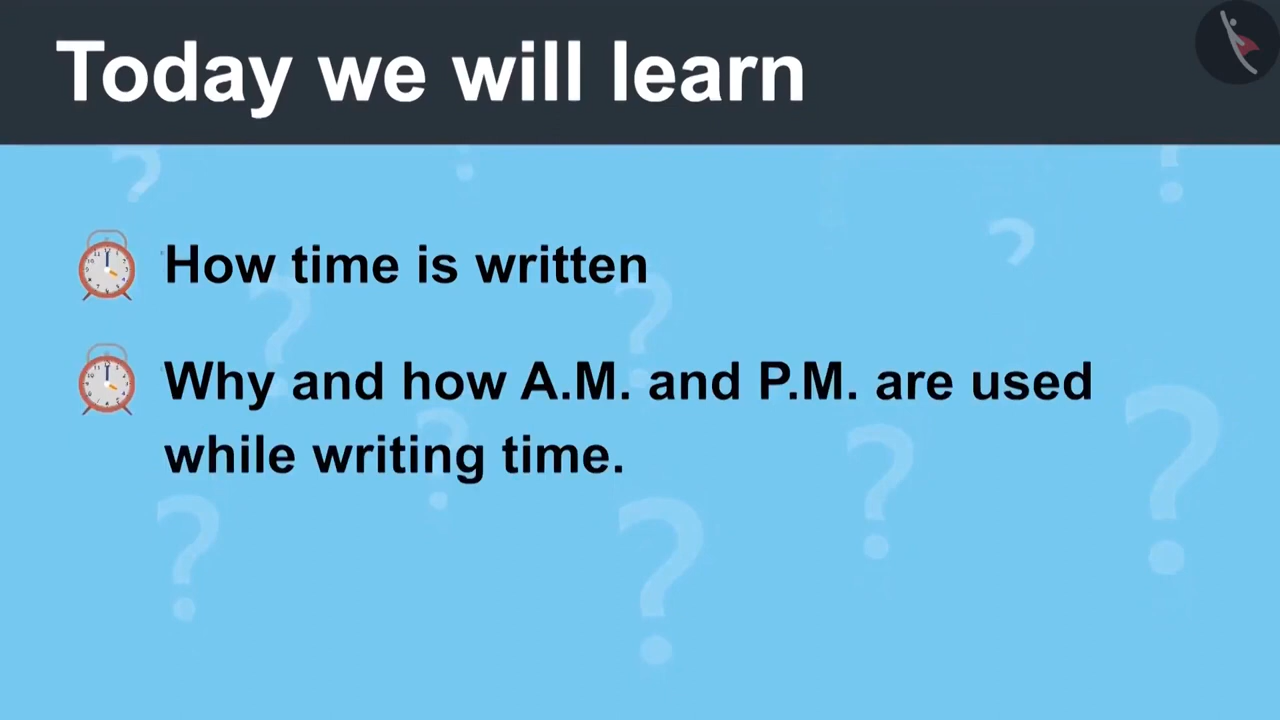 Today we will learn
How time is written
Why and how A.M. and P.M. are used
while writing time.